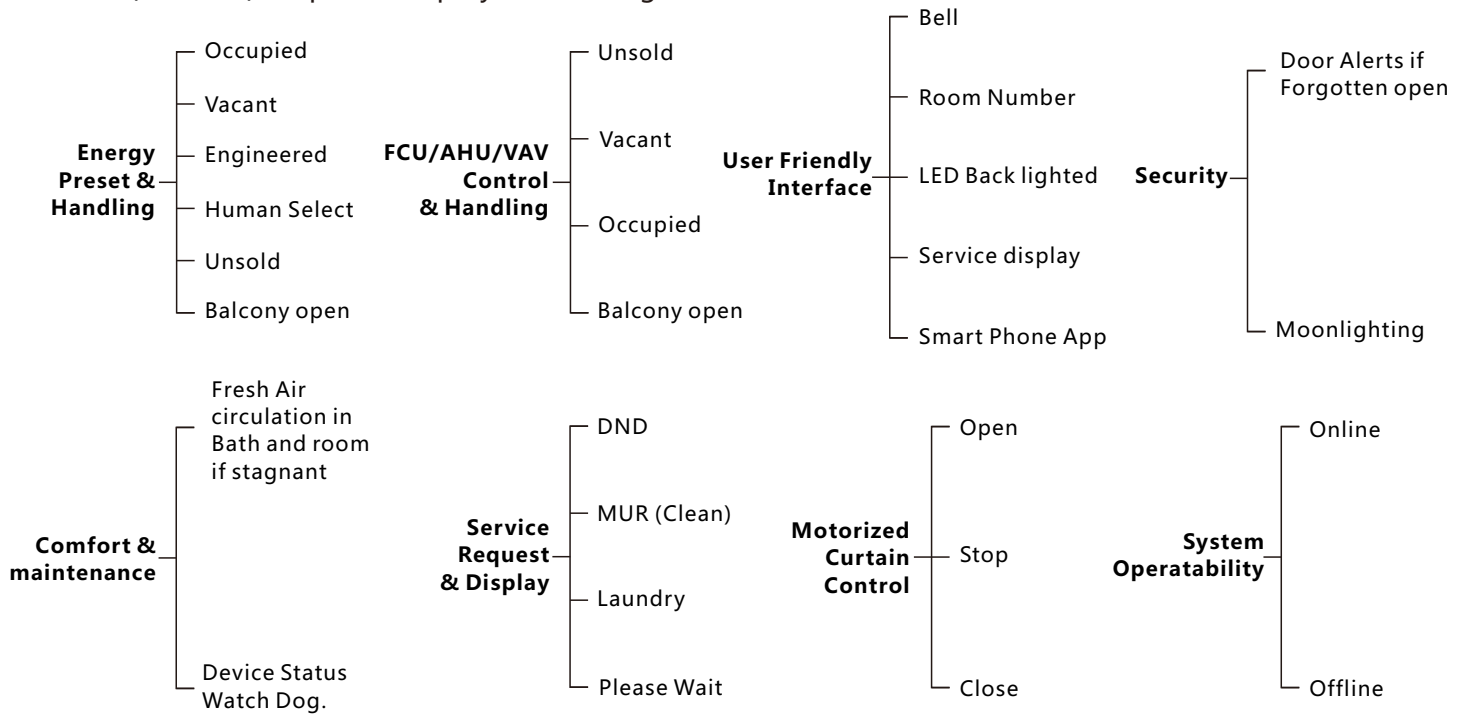 Occupied
Vacant
Engineered
Human Select
Unsold
Balcony open
Energy
Preset &
Handling
Unsold
Vacant
Occupied
Balcony open
FCU/AHU/VAV
Control
& Handling
Bell
Room Number
LED Back lighted
Service display
Smart Phone App
User Friendly
Interface
Door Alerts if
Forgotten open
Moonlighting
Security
Fresh Air
circulation in
Bath and room
if stagnant
Device Status
Watch Dog.
Comfort &
maintenance
DND
MUR (Clean)
Laundry
Please Wait
Service
Request
& Display
Open
Stop
Close
Motorized
Curtain
Control
Online
Offline
System
Operatability